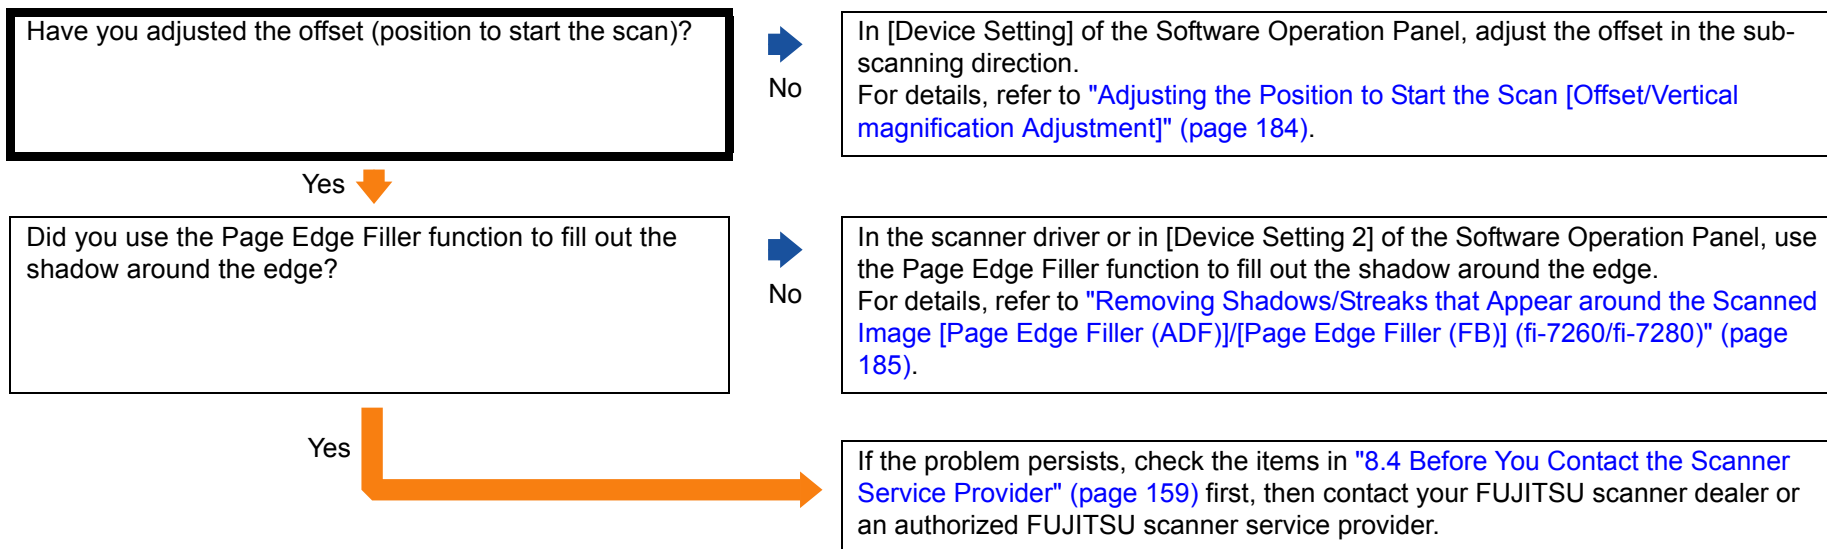 Have you adjusted the offset (position to start the scan)?
No
In [Device Setting] of the Software Operation Panel, adjust the offset in the sub-
scanning direction.
For details, refer to "Adjusting the Position to Start the Scan [Offset/Vertical
magnification Adjustment]" (page 184).
Yes
Did you use the Page Edge Filler function to fill out the
shadow around the edge?
No
In the scanner driver or in [Device Setting 2] of the Software Operation Panel, use
the Page Edge Filler function to fill out the shadow around the edge.
For details, refer to "Removing Shadows/Streaks that Appear around the Scanned
Image [Page Edge Filler (ADF)]/[Page Edge Filler (FB)] (fi-7260/fi-7280)" (page
185).
Yes
If the problem persists, check the items in "8.4 Before You Contact the Scanner
Service Provider" (page 159) first, then contact your FUJITSU scanner dealer or
an authorized FUJITSU scanner service provider.